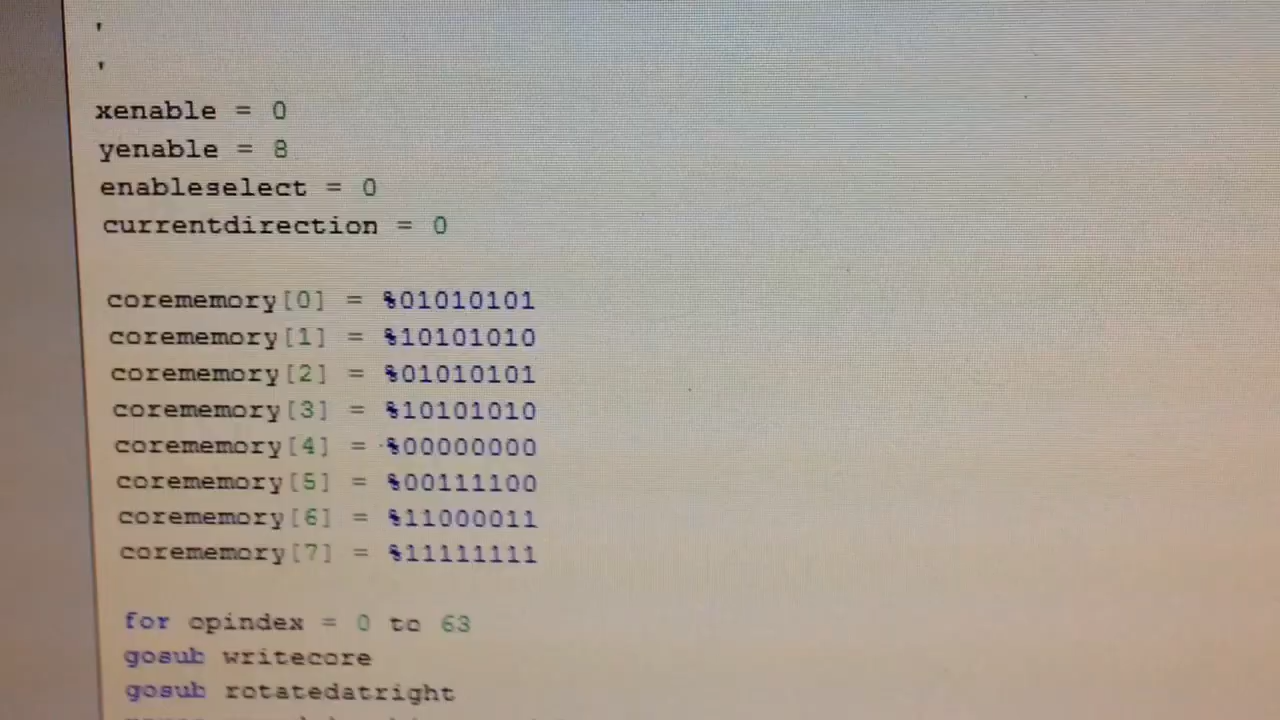 '
'
xenable = 0
yenable = 8
enableselect = 0
currentdirection = 0
corememory[0] = %01010101
corememory[1] = %10101010
corememory[2] = %01010101
corememory[3] = %10101010
corememory[4] = %00000000
corememory[5] = %00111100
corememory[6] = %11000011
corememory[7] = %11111111
for opindex = 0 to 63
gosub writecore
gosub rotatedatright